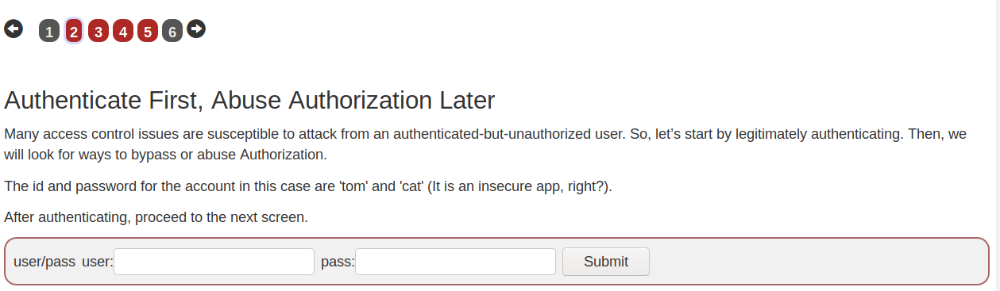 1 2 3 4 5 6
Authenticate First, Abuse Authorization Later
Many access control issues are susceptible to attack from an authenticated-but-unauthorized user. So, let’s start by legitimately authenticating. Then, we
will look for ways to bypass or abuse Authorization.
The id and password for the account in this case are 'tom' and 'cat' (It is an insecure app, right?).
After authenticating, proceed to the next screen.
user/pass user: pass: Submit